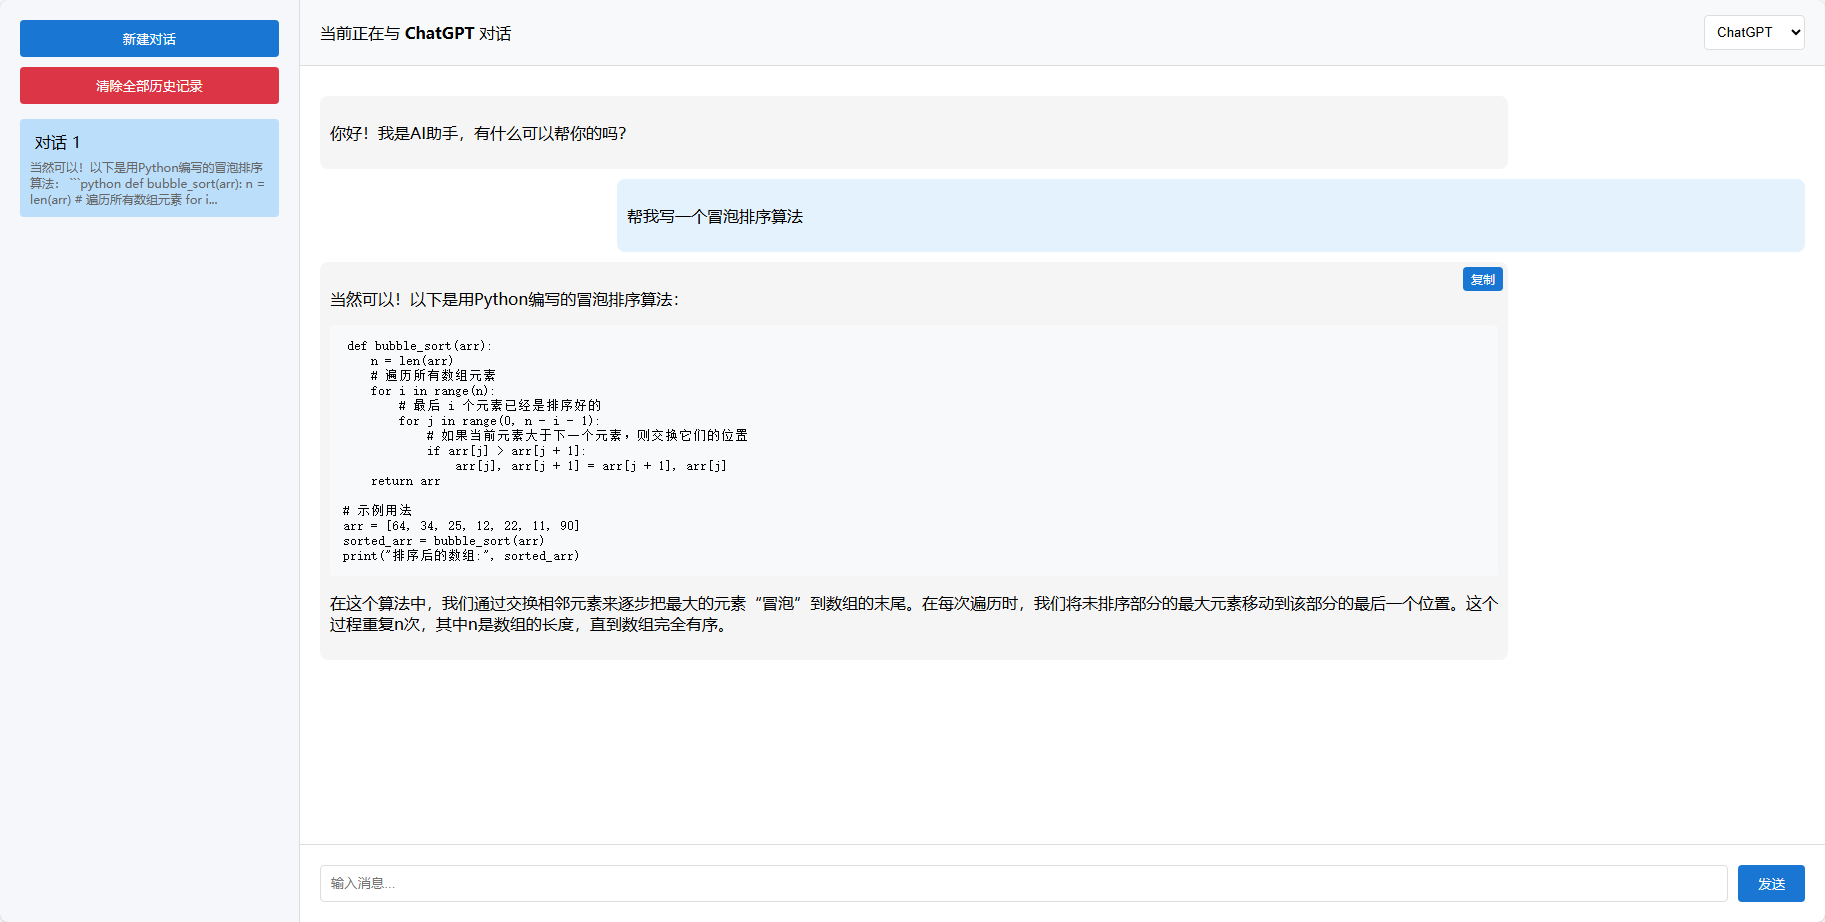 新建对话
清除全部历史记录
对话 1
当然可以！以下是用Python编写的冒泡排序
算法： ```python def bubble_sort(arr): n =
len(arr) # 遍历所有数组元素 for i...
当前正在与 ChatGPT 对话
ChatGPT
你好！我是AI助手，有什么可以帮你的吗？
帮我写一个冒泡排序算法
复制
当然可以！以下是用Python编写的冒泡排序算法：
def bubble_sort(arr):
    n = len(arr)
    # 遍历所有数组元素
    for i in range(n):
        # 最后 i 个元素已经是排序好的
        for j in range(0, n - i - 1):
            # 如果当前元素大于下一个元素，则交换它们的位置
            if arr[j] > arr[j + 1]:
                arr[j], arr[j + 1] = arr[j + 1], arr[j]
    return arr
# 示例用法
arr = [64, 34, 25, 12, 22, 11, 90]
sorted_arr = bubble_sort(arr)
print("排序后的数组:", sorted_arr)
在这个算法中，我们通过交换相邻元素来逐步把最大的元素“冒泡”到数组的末尾。在每次遍历时，我们将未排序部分的最大元素移动到该部分的最后一个位置。这个
过程重复n次，其中n是数组的长度，直到数组完全有序。
输入消息...
发送